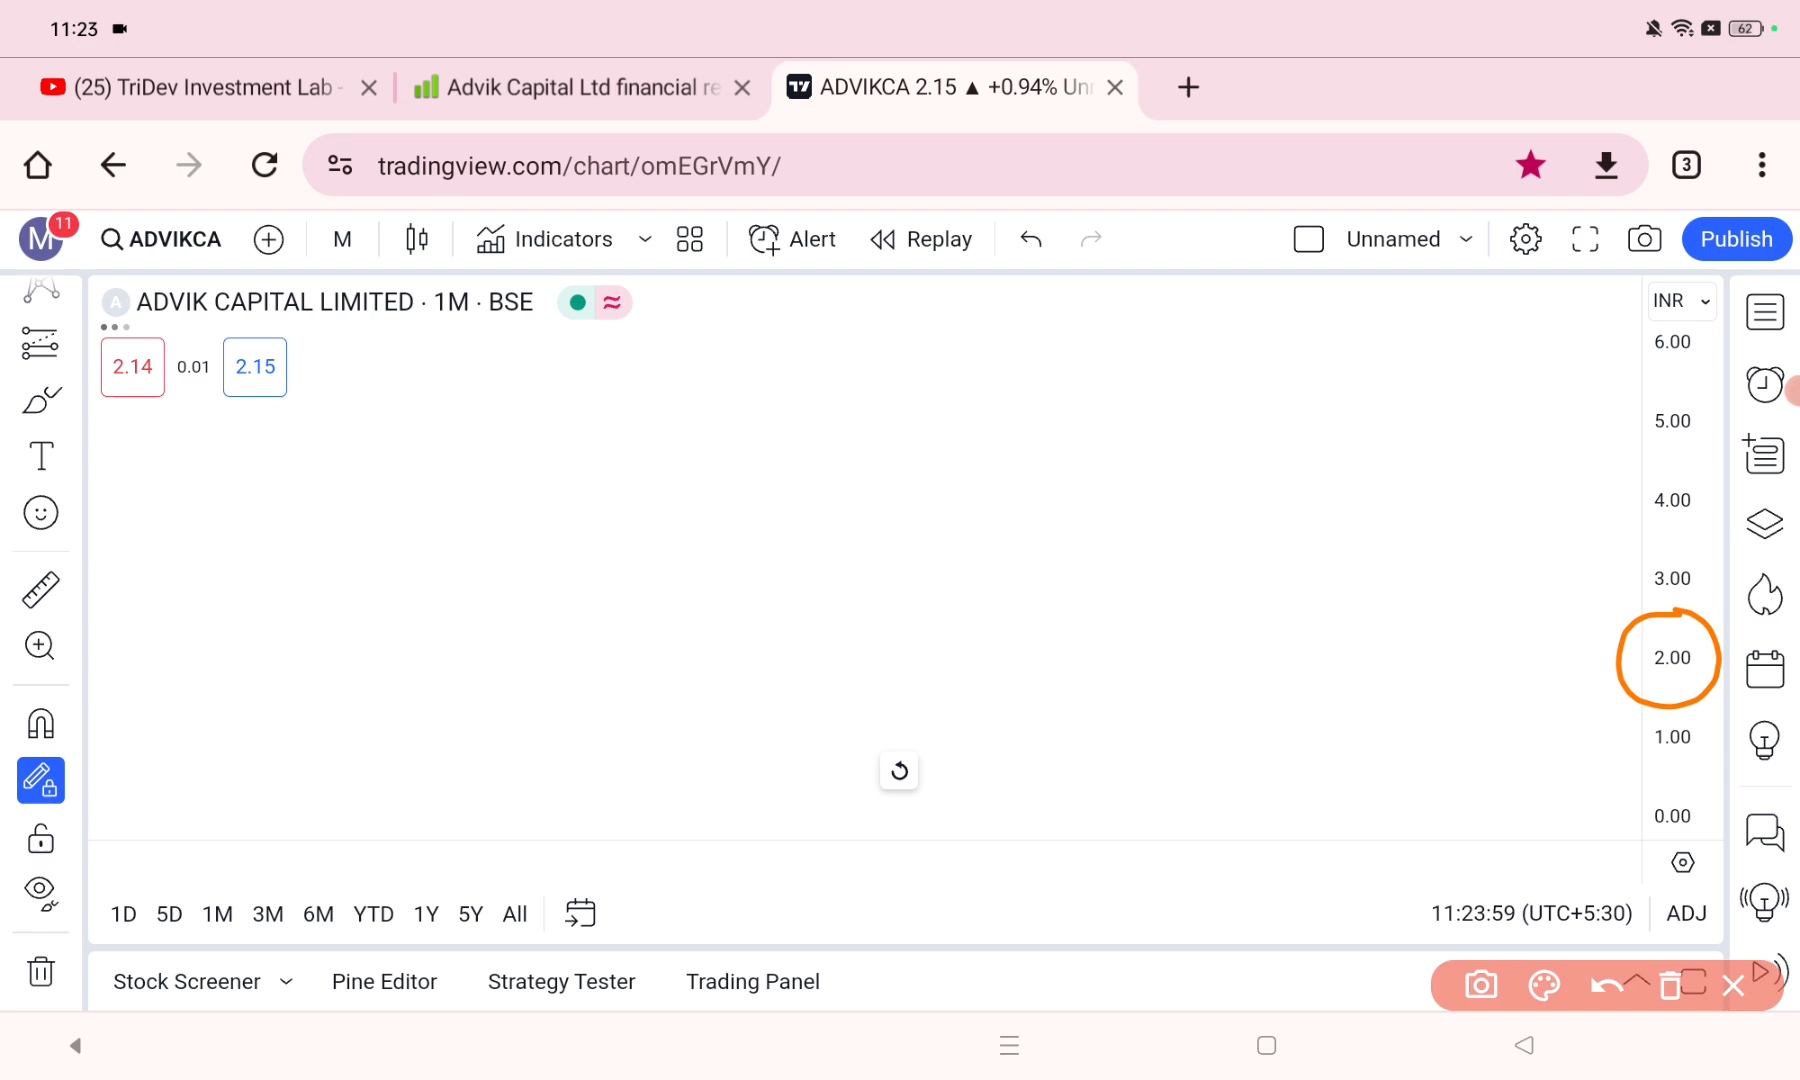 11:23
62
(25) TriDev Investment Lab -
Advik Capital Ltd financial re
ADVIKCA 2.15 ▲ +0.94% Un
tradingview.com/chart/omEGrVmY/
3
M
11
ADVIKCA
M
Indicators
Alert
Replay
Unnamed
Publish
A
ADVIK CAPITAL LIMITED · 1M · BSE
INR
2.14
0.01
2.15
6.00
5.00
4.00
3.00
2.00
1.00
0.00
1D 5D 1M 3M 6M YTD 1Y 5Y All
11:23:59 (UTC+5:30)
ADJ
Stock Screener
Pine Editor
Strategy Tester
Trading Panel